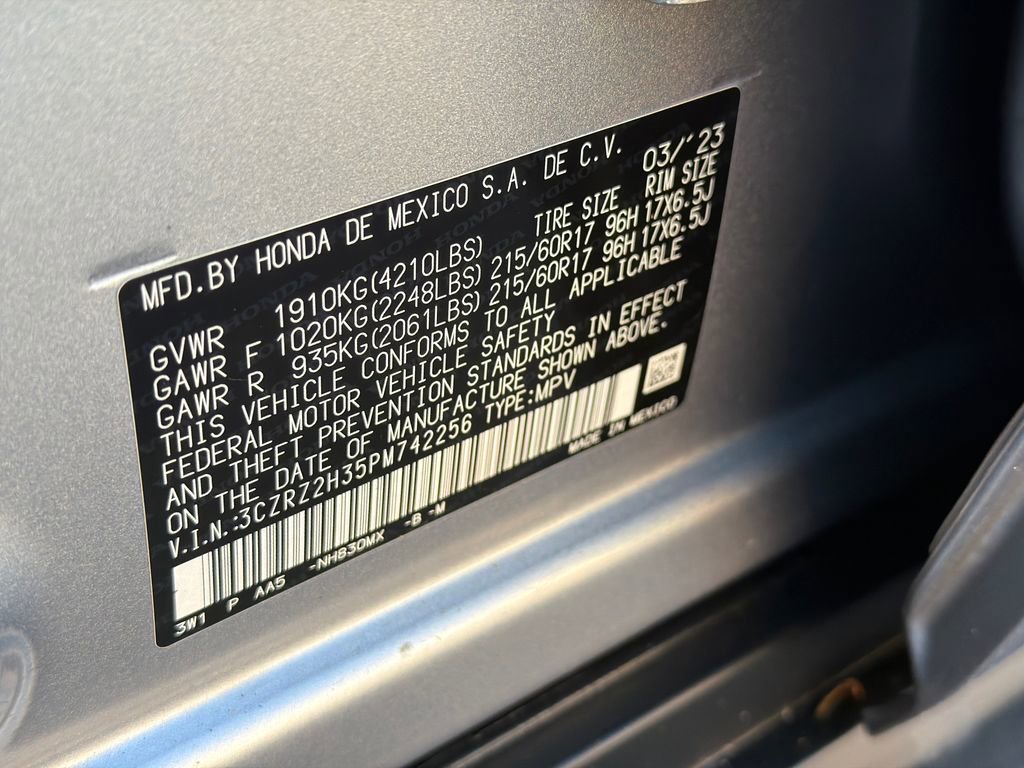 MFD.BY HONDA DE MEXICO S.A. DE C.V. 03/'23
TIRE SIZE RIM SIZE
GVWR 1910KG(4210LBS)
GAWR F 1020KG(2248LBS) 215/60R17 96H 17X6.5J
GAWR R 935KG(2061LBS) 215/60R17 96H 17X6.5J
THIS VEHICLE CONFORMS TO ALL APPLICABLE
FEDERAL MOTOR VEHICLE SAFETY
AND THEFT PREVENTION STANDARDS IN EFFECT
ON THE DATE OF MANUFACTURE SHOWN ABOVE.
V.I.N.:3CZRZ2H35PM742256 TYPE:MPV
MADE IN MEXICO
3W1 P AA5 -NH830MX -B -M